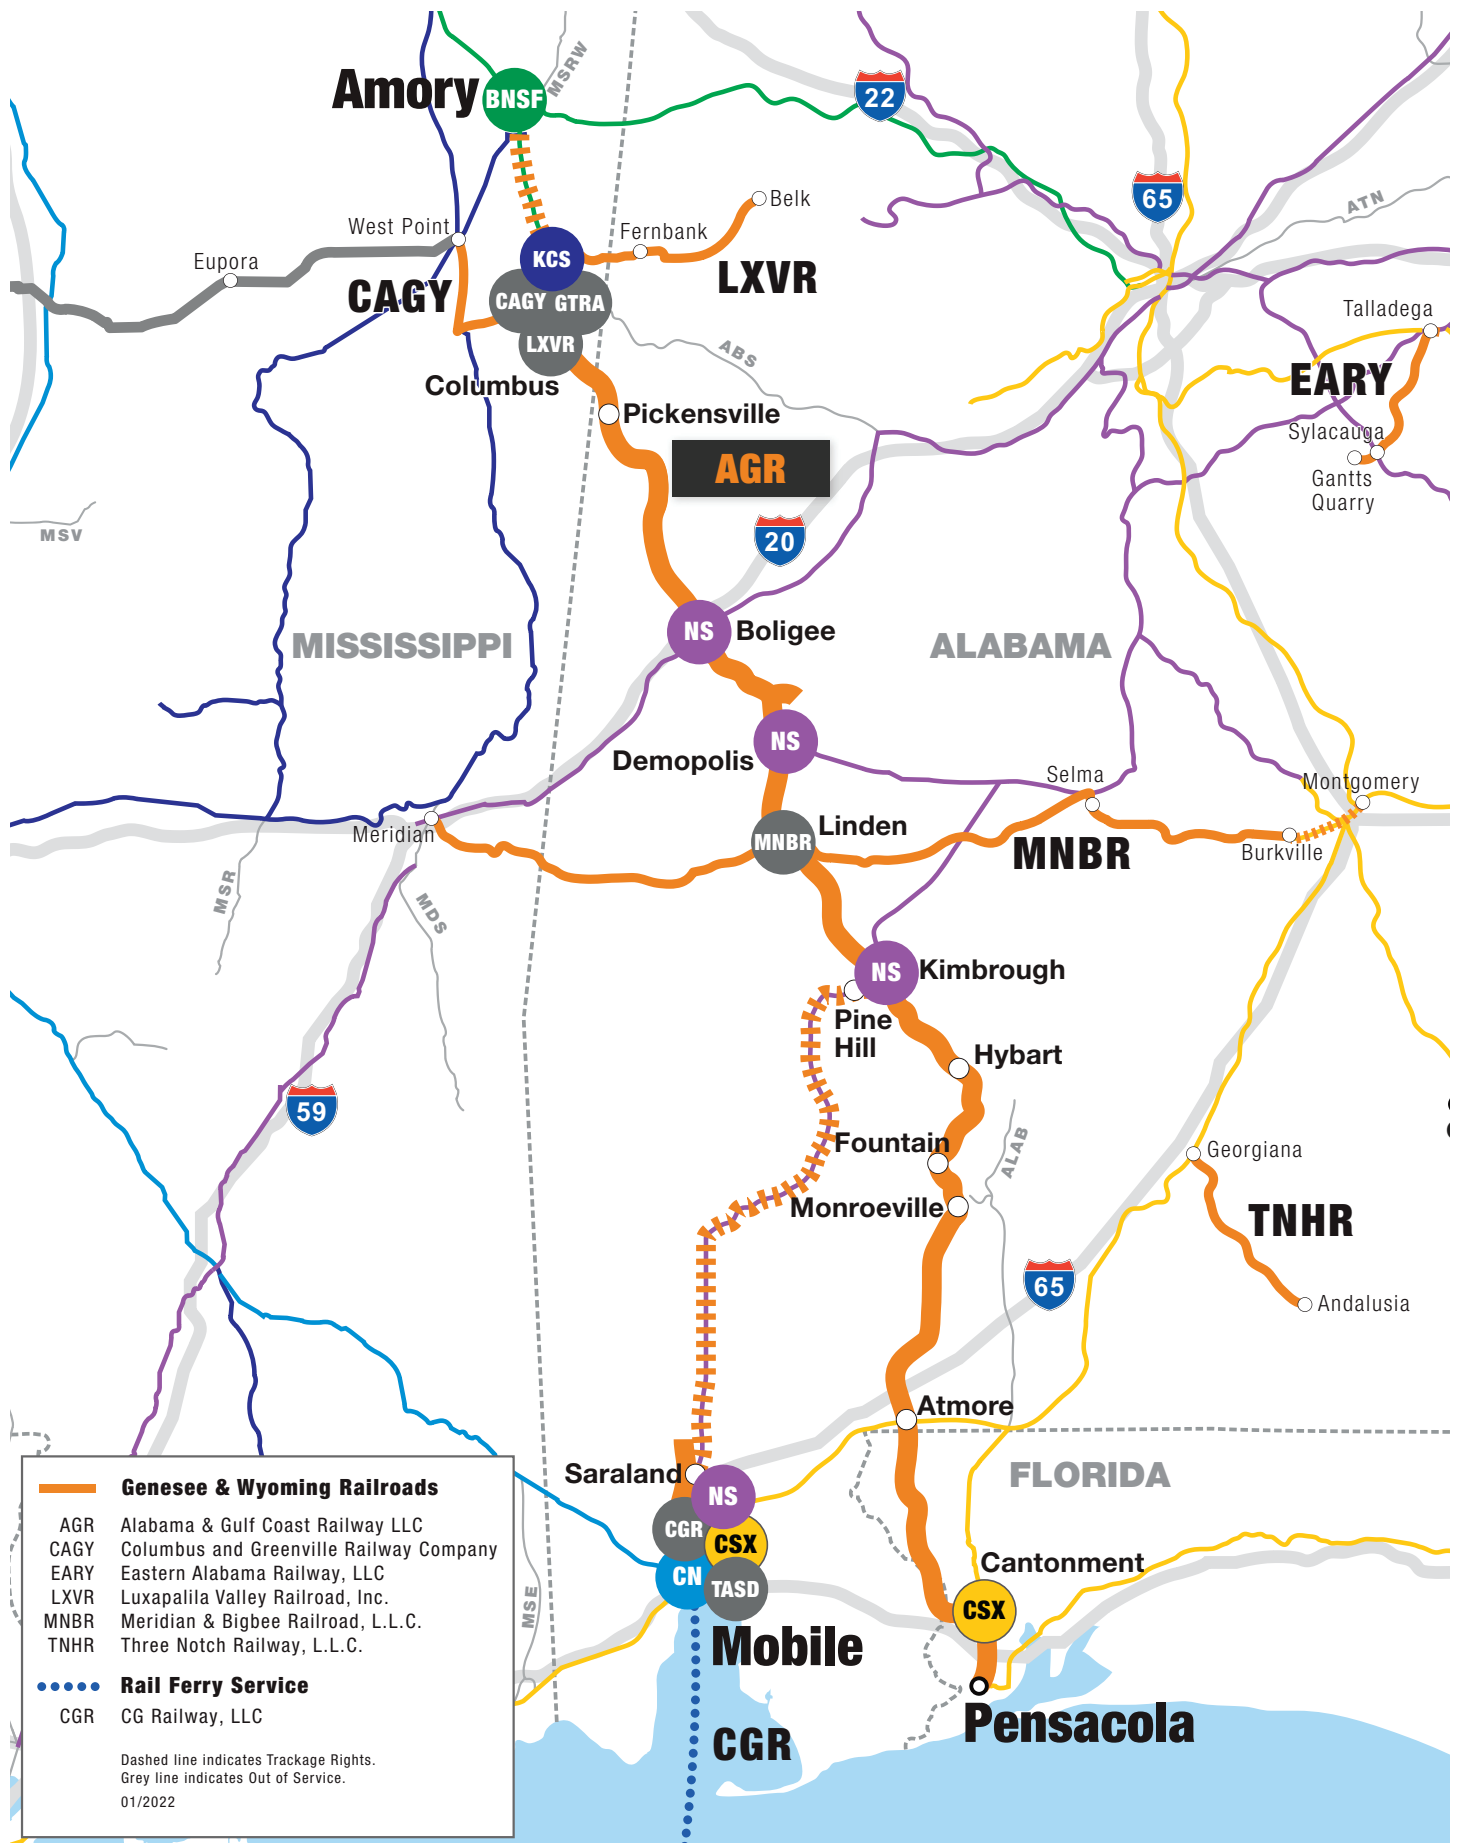 MSRW
Amory
BNSF
22
65
ATN
Belk
West Point
Fernbank
Eupora
KCS
LXVR
CAGY
CAGY GTRA
LXVR
Talladega
ABS
Columbus
EARY
Pickensville
Sylacauga
AGR
Gantts
Quarry
MSV
20
MISSISSIPPI
NS
Boligee
ALABAMA
NS
Demopolis
Selma
Montgomery
Meridian
MNBR
Linden
MNBR
Burkville
MSR
MDS
NS
Kimbrough
Pine
Hill
Hybart
59
Fountain
ALAB
Georgiana
Monroeville
TNHR
65
Andalusia
Atmore
Saraland
FLORIDA
NS
CGR
CSX
CN
TASD
Cantonment
CSX
MSE
Mobile
Pensacola
CGR
Genesee & Wyoming Railroads
AGR Alabama & Gulf Coast Railway LLC
CAGY Columbus and Greenville Railway Company
EARY Eastern Alabama Railway, LLC
LXVR Luxapalila Valley Railroad, Inc.
MNBR Meridian & Bigbee Railroad, L.L.C.
TNHR Three Notch Railway, L.L.C.
Rail Ferry Service
CGR CG Railway, LLC
Dashed line indicates Trackage Rights.
Grey line indicates Out of Service.
01/2022